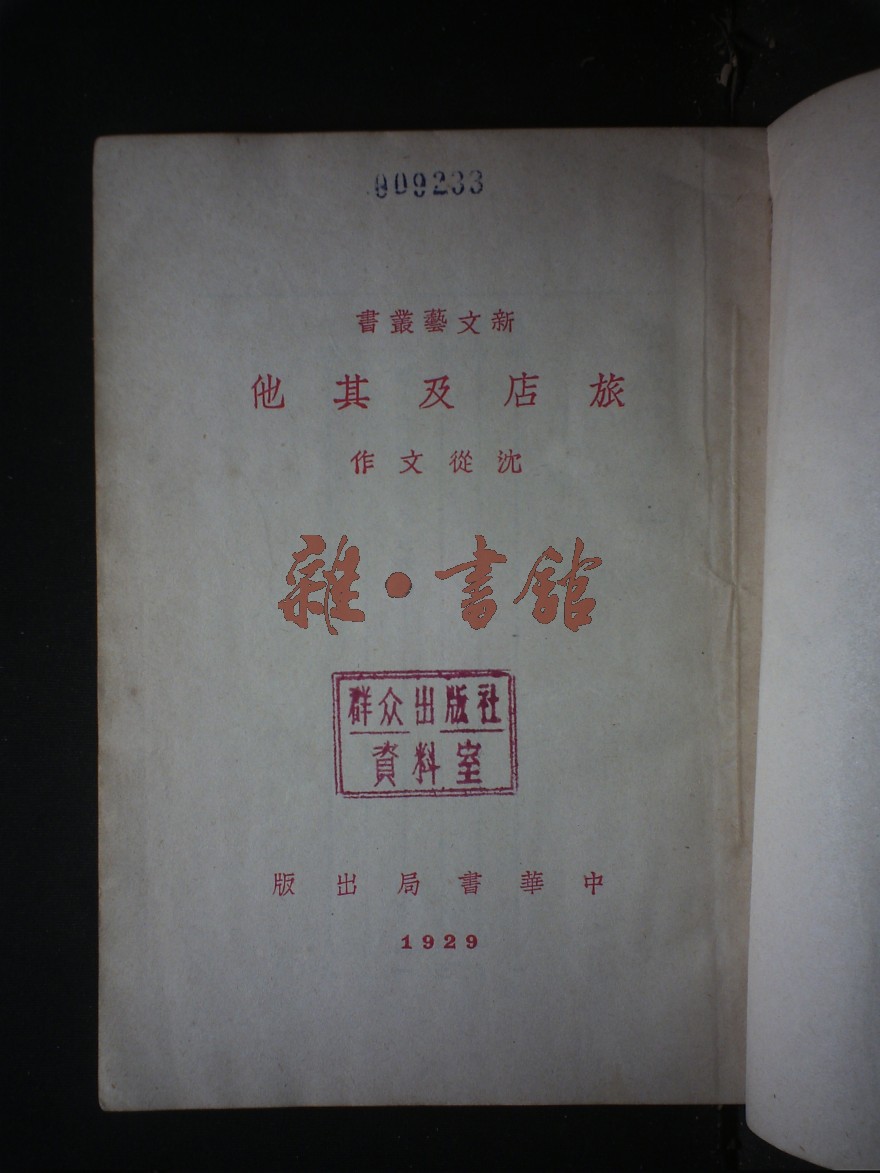 009233
新文藝叢書
旅店及其他
沈從文作
雜·書館
群众出版社
資料室
中華書局出版
1929